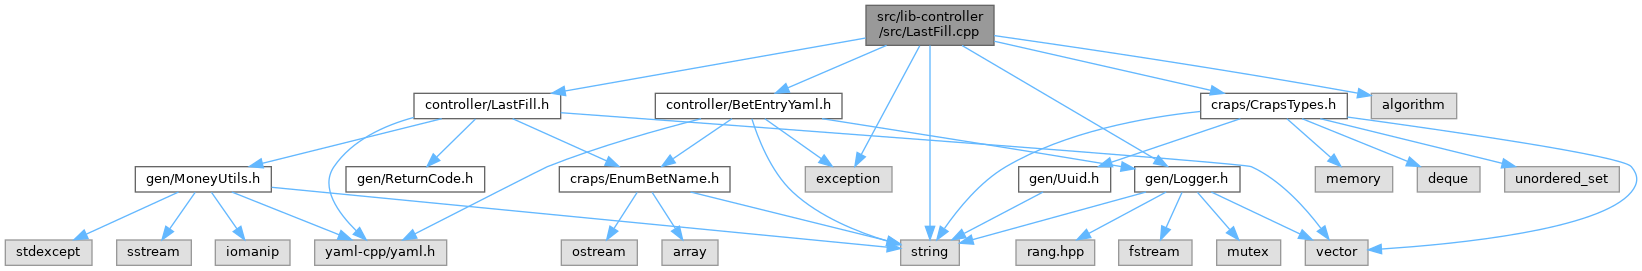 src/lib-controller
/src/LastFill.cpp
controller/LastFill.h
controller/BetEntryYaml.h
craps/CrapsTypes.h
algorithm
gen/MoneyUtils.h
gen/ReturnCode.h
craps/EnumBetName.h
exception
gen/Uuid.h
gen/Logger.h
memory
deque
unordered_set
stdexcept
sstream
iomanip
yaml-cpp/yaml.h
ostream
array
string
rang.hpp
fstream
mutex
vector